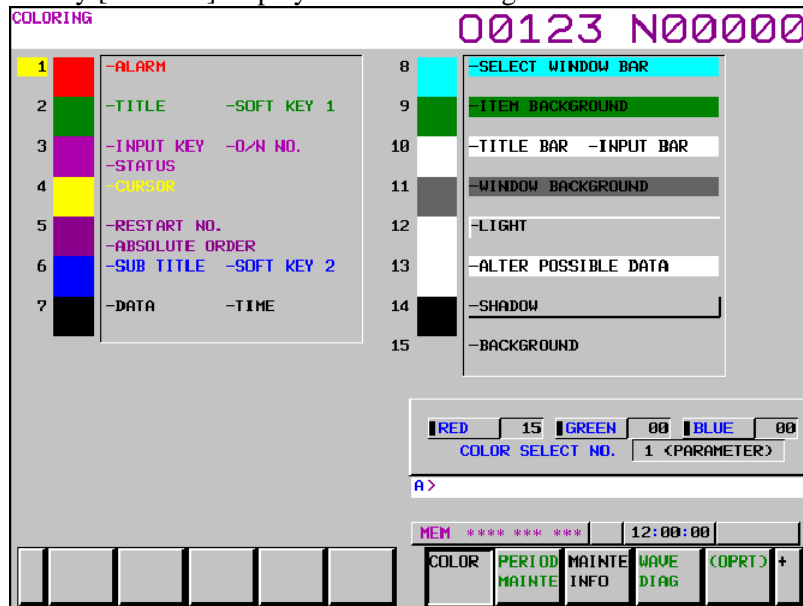 COLORING
O0123 N00000
1 -ALARM
2 -TITLE -SOFT KEY 1
3 -INPUT KEY -O/N NO.
-STATUS
4 -CURSOR
5 -RESTART NO.
-ABSOLUTE ORDER
6 -SUB TITLE -SOFT KEY 2
7 -DATA -TIME
8 -SELECT WINDOW BAR
9 -ITEM BACKGROUND
10 -TITLE BAR -INPUT BAR
11 -WINDOW BACKGROUND
12 -LIGHT
13 -ALTER POSSIBLE DATA
14 -SHADOW
15 -BACKGROUND
RED 15 GREEN 00 BLUE 00
COLOR SELECT NO. 1 (PARAMETER)
A>
MEM **** *** *** 12:00:00
COLOR PERIOD MAINTE WAVE (OPRT) +
MAINTE INFO DIAG